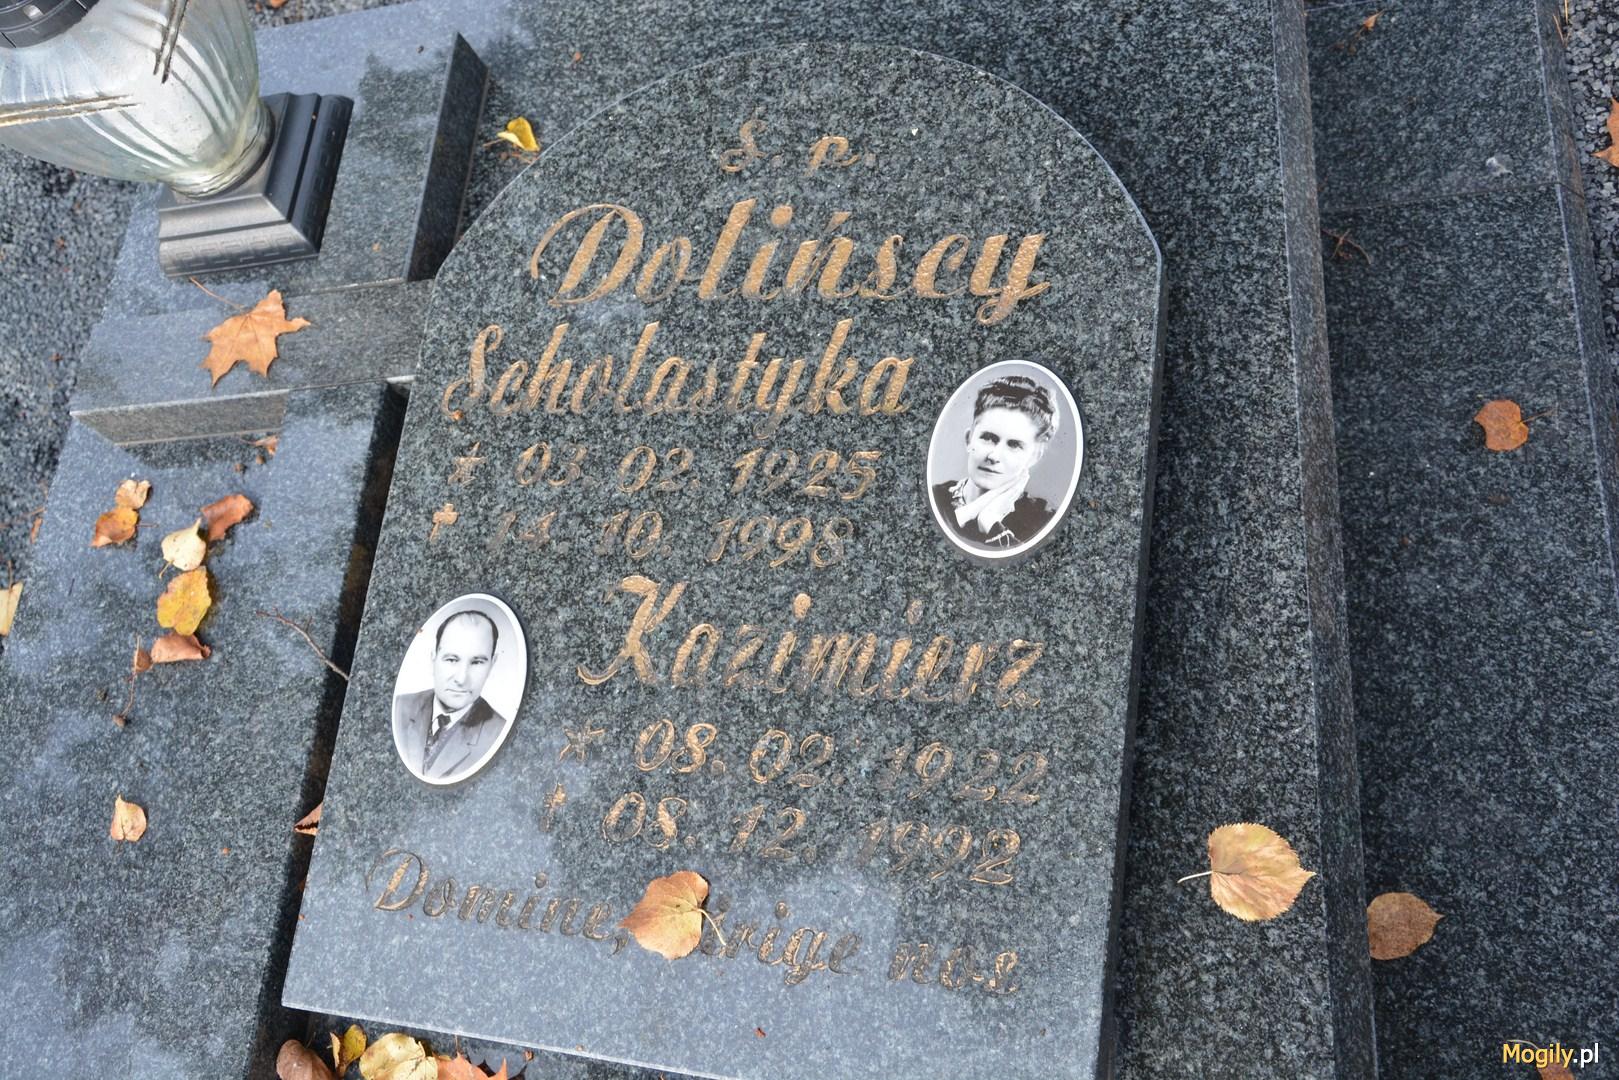 Ś. p.
Dolińscy
Scholastyka
* 03. 02. 1925
† 14. 10. 1998
Kazimierz
* 08. 02. 1922
† 08. 12. 1992
Domine, dirige nos
Mogily.pl